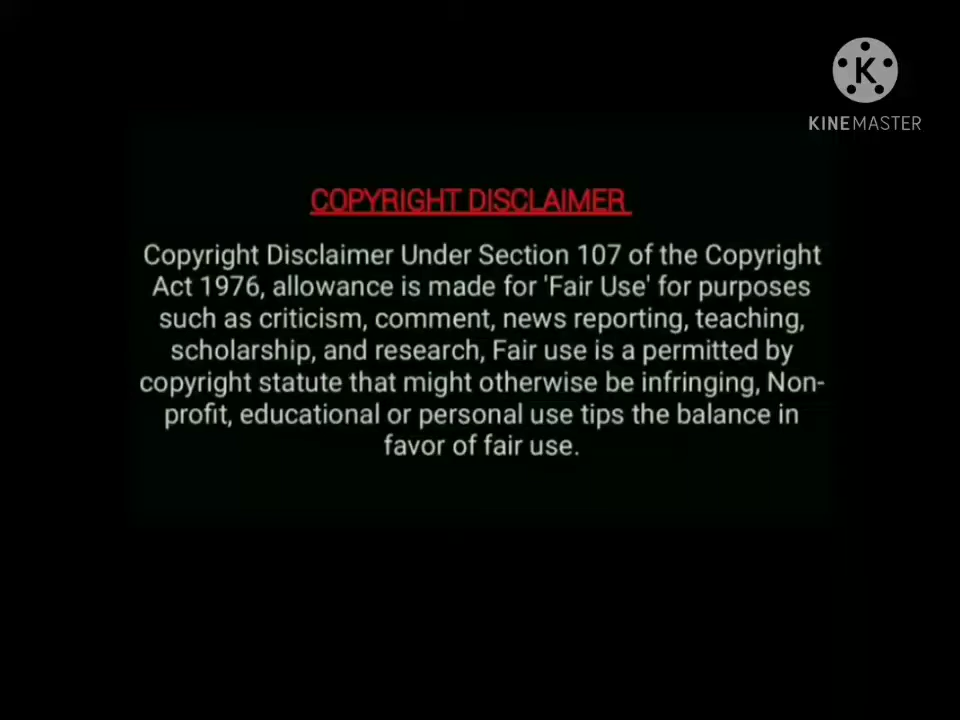 K
KINEMASTER
COPYRIGHT DISCLAIMER
Copyright Disclaimer Under Section 107 of the Copyright
Act 1976, allowance is made for 'Fair Use' for purposes
such as criticism, comment, news reporting, teaching,
scholarship, and research, Fair use is a permitted by
copyright statute that might otherwise be infringing, Non-
profit, educational or personal use tips the balance in
favor of fair use.